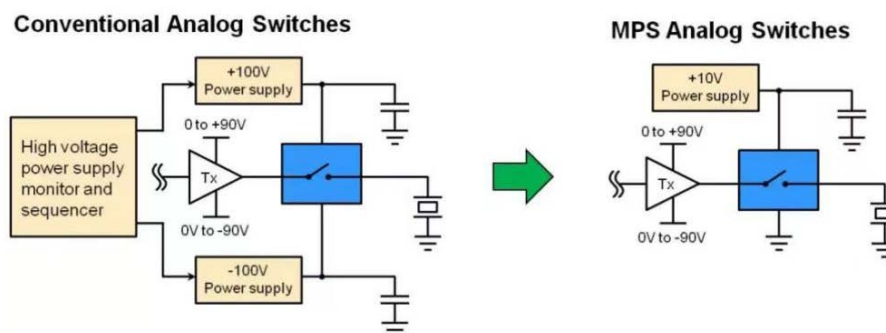 Conventional Analog Switches
MPS Analog Switches
+100V
Power supply
0 to +90V
High voltage
power supply
monitor and
sequencer
Tx
0V to -90V
-100V
Power supply
+10V
Power supply
0 to +90V
Tx
0V to -90V